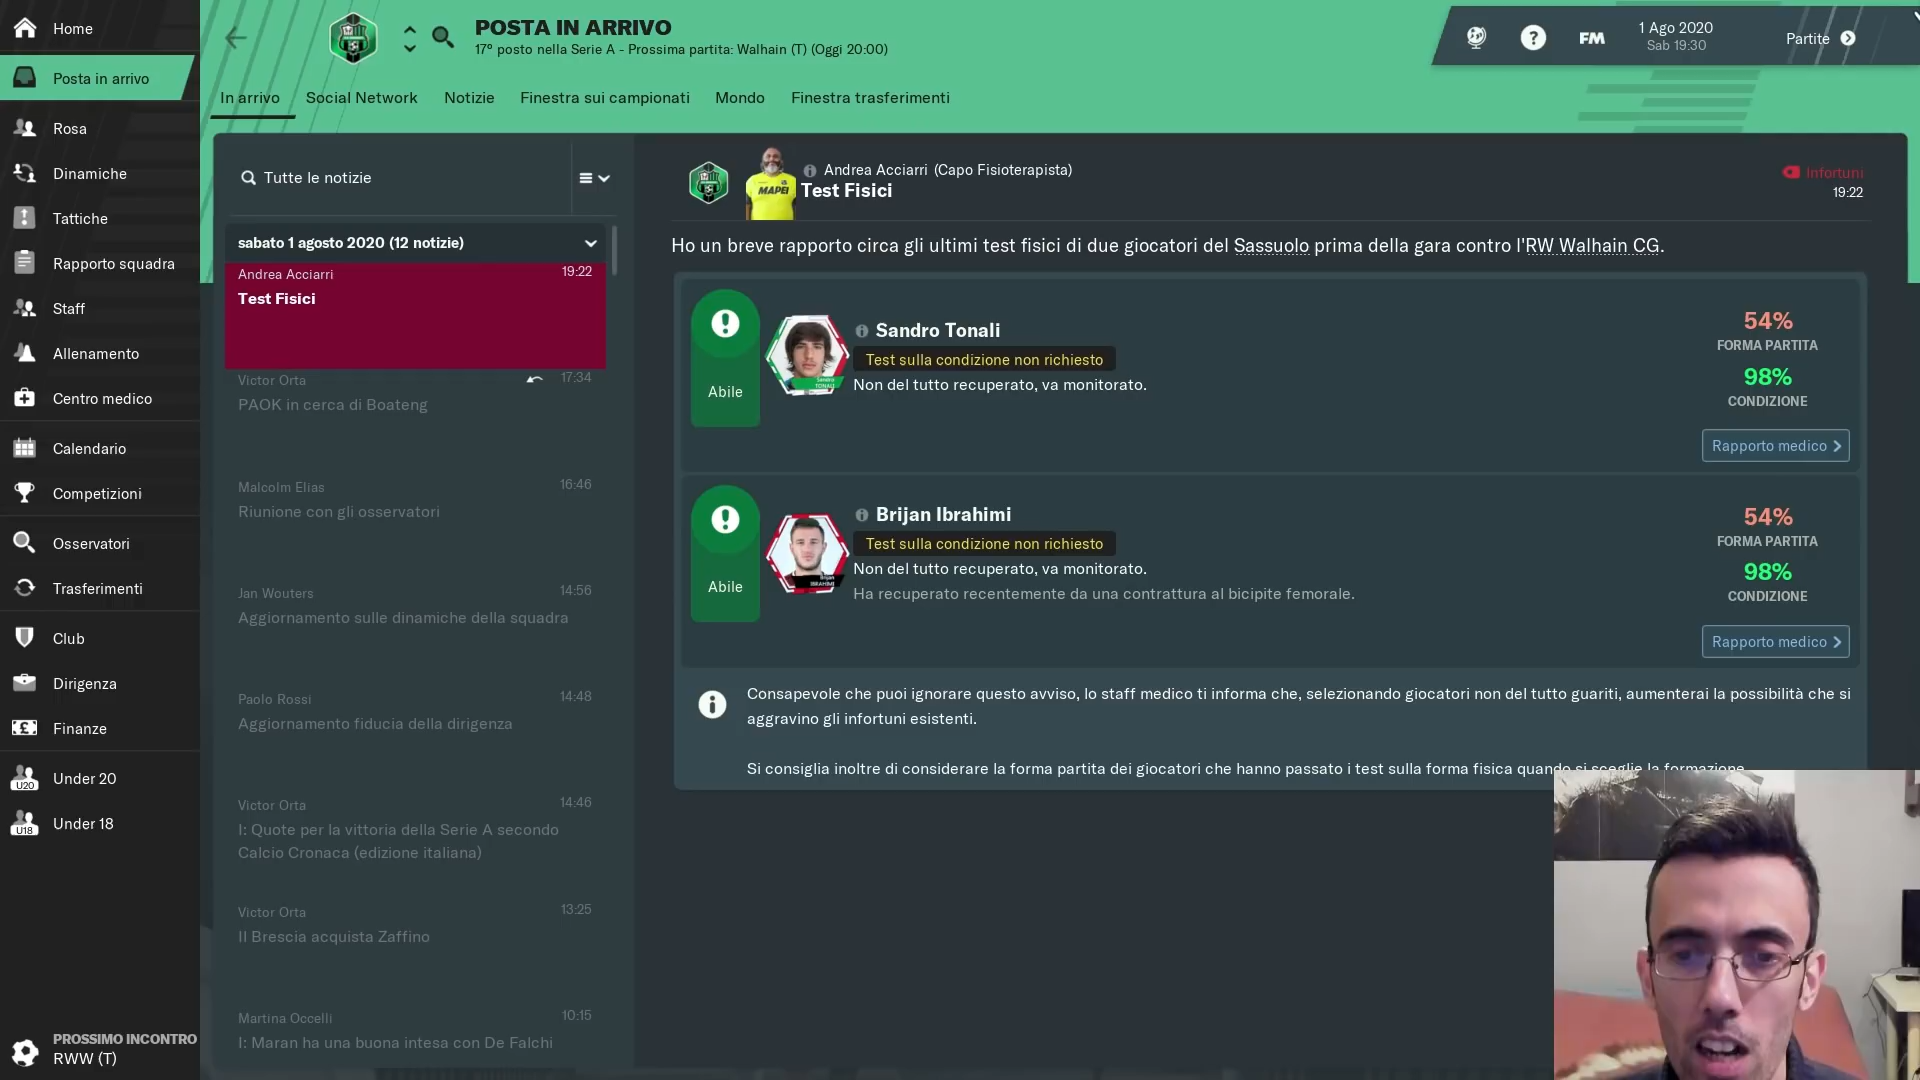 Home
Posta in arrivo
Rosa
Dinamiche
Tattiche
Rapporto squadra
Staff
Allenamento
Centro medico
Calendario
Competizioni
Osservatori
Trasferimenti
Club
Dirigenza
Finanze
U20
Under 20
U18
Under 18
PROSSIMO INCONTRO
RWW (T)
POSTA IN ARRIVO
17° posto nella Serie A - Prossima partita: Walhain (T) (Oggi 20:00)
FM
1 Ago 2020
Sab 19:30
Partite
In arrivo
Social Network
Notizie
Finestra sui campionati
Mondo
Finestra trasferimenti
Tutte le notizie
sabato 1 agosto 2020 (12 notizie)
Andrea Acciarri 19:22
Test Fisici
Victor Orta 17:34
PAOK in cerca di Boateng
Malcolm Elias 16:46
Riunione con gli osservatori
Jan Wouters 14:56
Aggiornamento sulle dinamiche della squadra
Paolo Rossi 14:48
Aggiornamento fiducia della dirigenza
Victor Orta 14:46
I: Quote per la vittoria della Serie A secondo
Calcio Cronaca (edizione italiana)
Victor Orta 13:25
Il Brescia acquista Zaffino
Martina Occelli 10:15
I: Maran ha una buona intesa con De Falchi
MAPEI
Andrea Acciarri (Capo Fisioterapista)
Test Fisici
Infortuni
19:22
Ho un breve rapporto circa gli ultimi test fisici di due giocatori del Sassuolo prima della gara contro l'RW Walhain CG.
Abile
Sandro
TONALI
Sandro Tonali
Test sulla condizione non richiesto
Non del tutto recuperato, va monitorato.
54%
FORMA PARTITA
98%
CONDIZIONE
Rapporto medico
Abile
Brijan
IBRAHIMI
Brijan Ibrahimi
Test sulla condizione non richiesto
Non del tutto recuperato, va monitorato.
Ha recuperato recentemente da una contrattura al bicipite femorale.
54%
FORMA PARTITA
98%
CONDIZIONE
Rapporto medico
Consapevole che puoi ignorare questo avviso, lo staff medico ti informa che, selezionando giocatori non del tutto guariti, aumenterai la possibilità che si
aggravino gli infortuni esistenti.
Si consiglia inoltre di considerare la forma partita dei giocatori che hanno passato i test sulla forma fisica quando si sceglie la formazione.